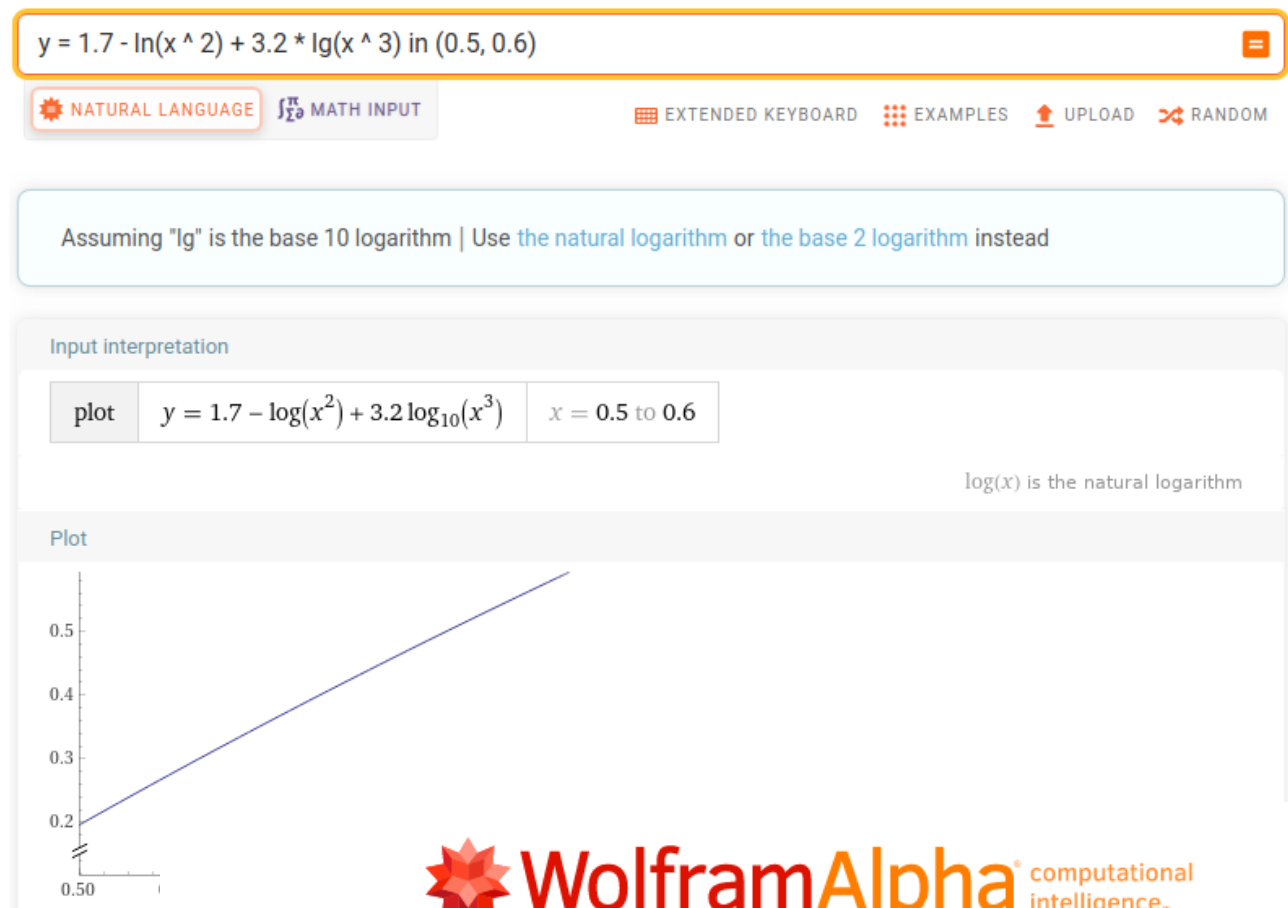 y = 1.7 - ln(x ^ 2) + 3.2 * lg(x ^ 3) in (0.5, 0.6)
=
NATURAL LANGUAGE ∫Σπ∂ MATH INPUT EXTENDED KEYBOARD EXAMPLES UPLOAD RANDOM
Assuming "lg" is the base 10 logarithm | Use the natural logarithm or the base 2 logarithm instead
Input interpretation
plot y = 1.7 – log(x²) + 3.2 log₁₀(x³) x = 0.5 to 0.6
log(x) is the natural logarithm
Plot
0.5
0.4
0.3
0.2
0.50
WolframAlpha computational
intelligence